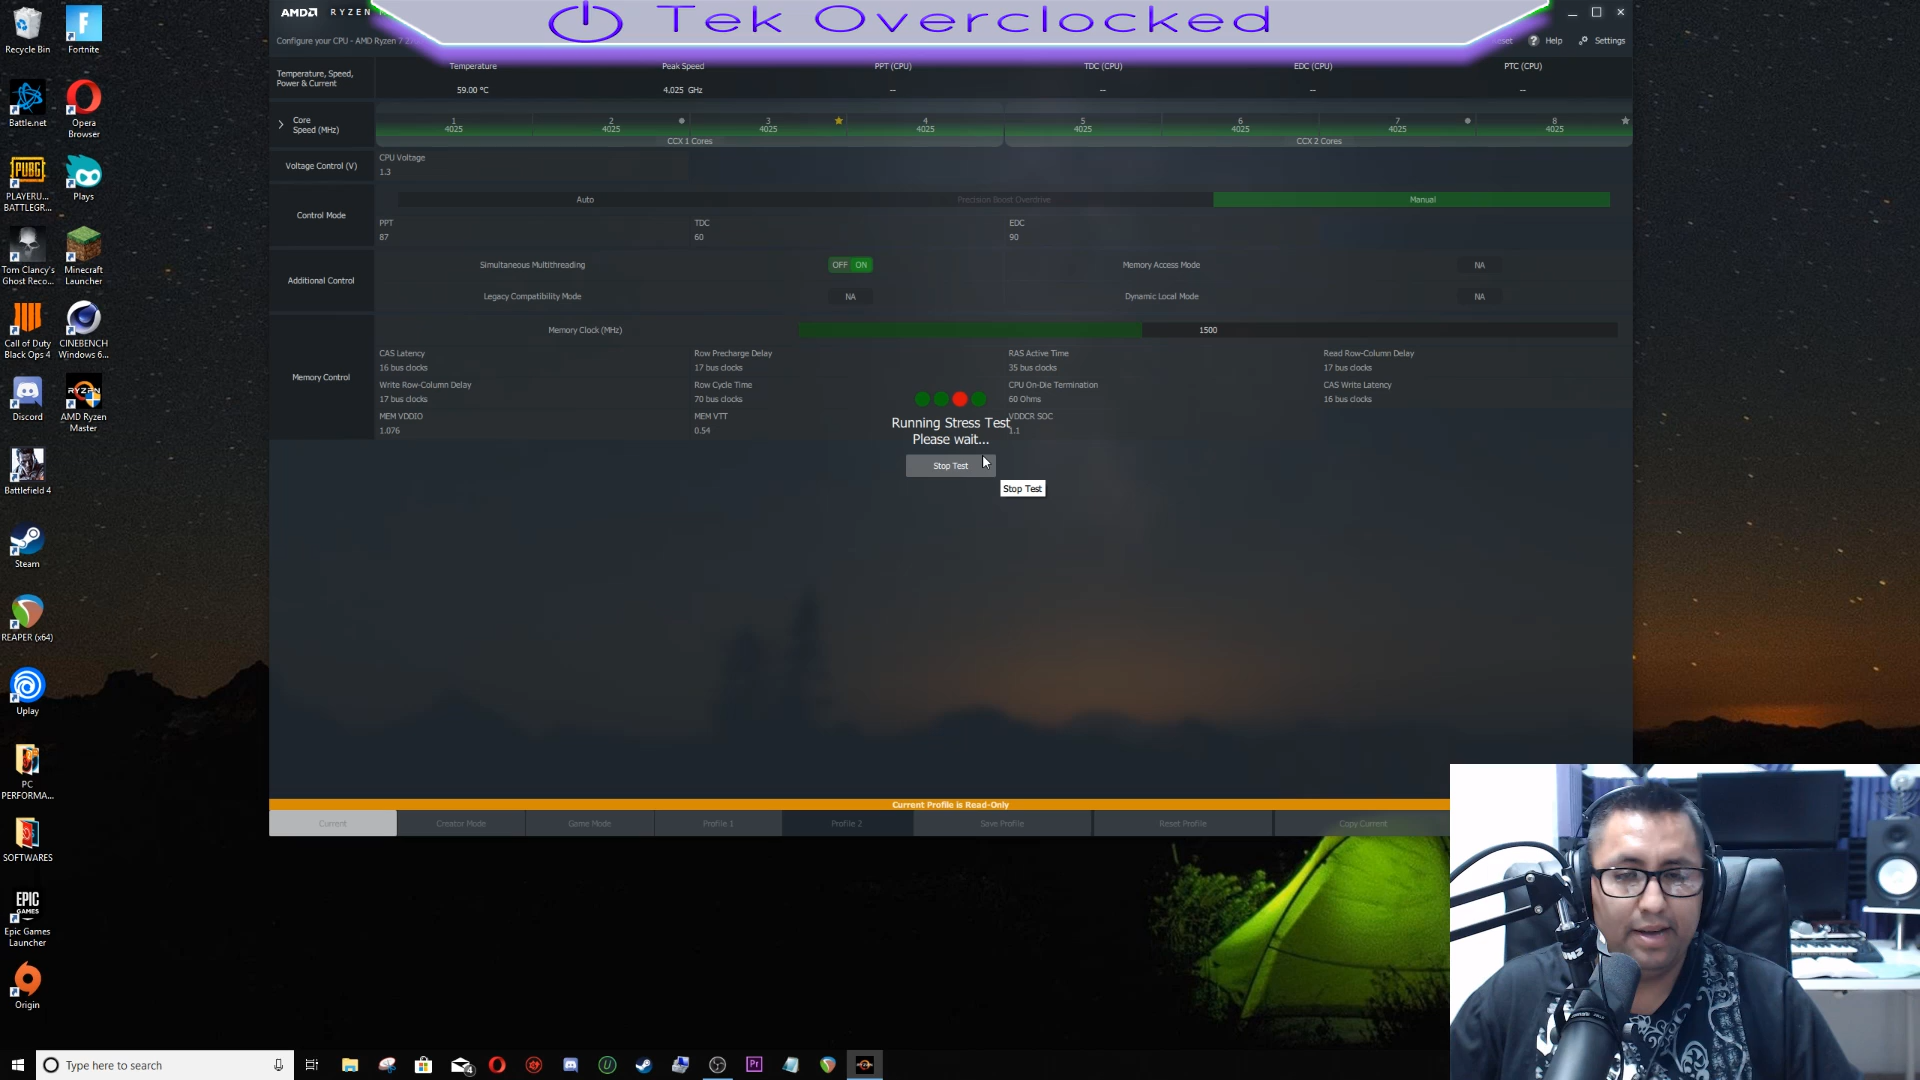 Tek Overclocked
AMD RYZEN
Configure your CPU - AMD Ryzen 7
Help
Settings
Temperature, Speed,
Power & Current
Temperature
59.00 °C
Peak Speed
4.025 GHz
PPT (CPU)
--
TDC (CPU)
--
EDC (CPU)
--
PTC (CPU)
--
Core
Speed (MHz)
1
4025
2
4025
3
4025
4
4025
5
4025
6
4025
7
4025
8
4025
CCX 1 Cores
CCX 2 Cores
Voltage Control (V)
CPU Voltage
1.3
Control Mode
Auto
Precision Boost Overdrive
Manual
PPT
87
TDC
60
EDC
90
Additional Control
Simultaneous Multithreading
OFF ON
Memory Access Mode
NA
Legacy Compatibility Mode
NA
Dynamic Local Mode
NA
Memory Control
Memory Clock (MHz)
1500
CAS Latency
16 bus clocks
Row Precharge Delay
17 bus clocks
RAS Active Time
35 bus clocks
Read Row-Column Delay
17 bus clocks
Write Row-Column Delay
17 bus clocks
Row Cycle Time
70 bus clocks
CPU On-Die Termination
60 Ohms
CAS Write Latency
16 bus clocks
MEM VDDIO
1.076
MEM VTT
0.54
VDDCR SOC
1.1
Running Stress Test
Please wait...
Stop Test
Stop Test
Current Profile is Read-Only
Current
Creator Mode
Game Mode
Profile 1
Profile 2
Save Profile
Reset Profile
Copy Current
Recycle Bin
Fortnite
Battle.net
Opera
Browser
PUBG
PLAYERU...
BATTLEGR...
Plays
Tom Clancy's
Ghost Reco...
Minecraft
Launcher
Call of Duty
Black Ops 4
CINEBENCH
Windows 6...
Discord
RYZEN
AMD Ryzen
Master
Battlefield 4
Steam
REAPER (x64)
Uplay
PC
PERFORMA...
SOFTWARES
EPIC
GAMES
Epic Games
Launcher
Origin
Type here to search
4
Pr